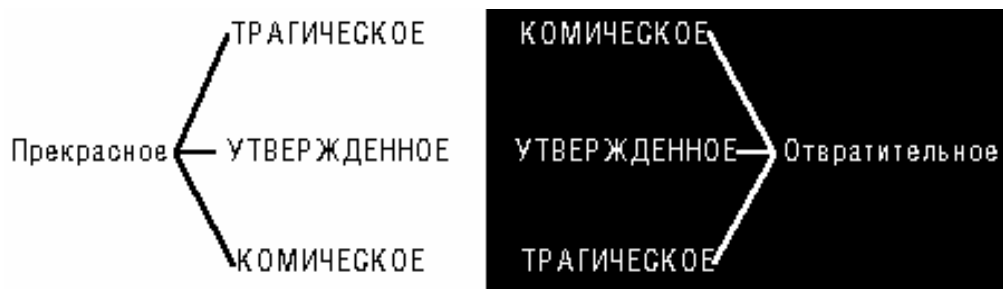 ТРАГИЧЕСКОЕ
Прекрасное
УТВЕРЖДЕННОЕ
КОМИЧЕСКОЕ
КОМИЧЕСКОЕ
УТВЕРЖДЕННОЕ
Отвратительное
ТРАГИЧЕСКОЕ